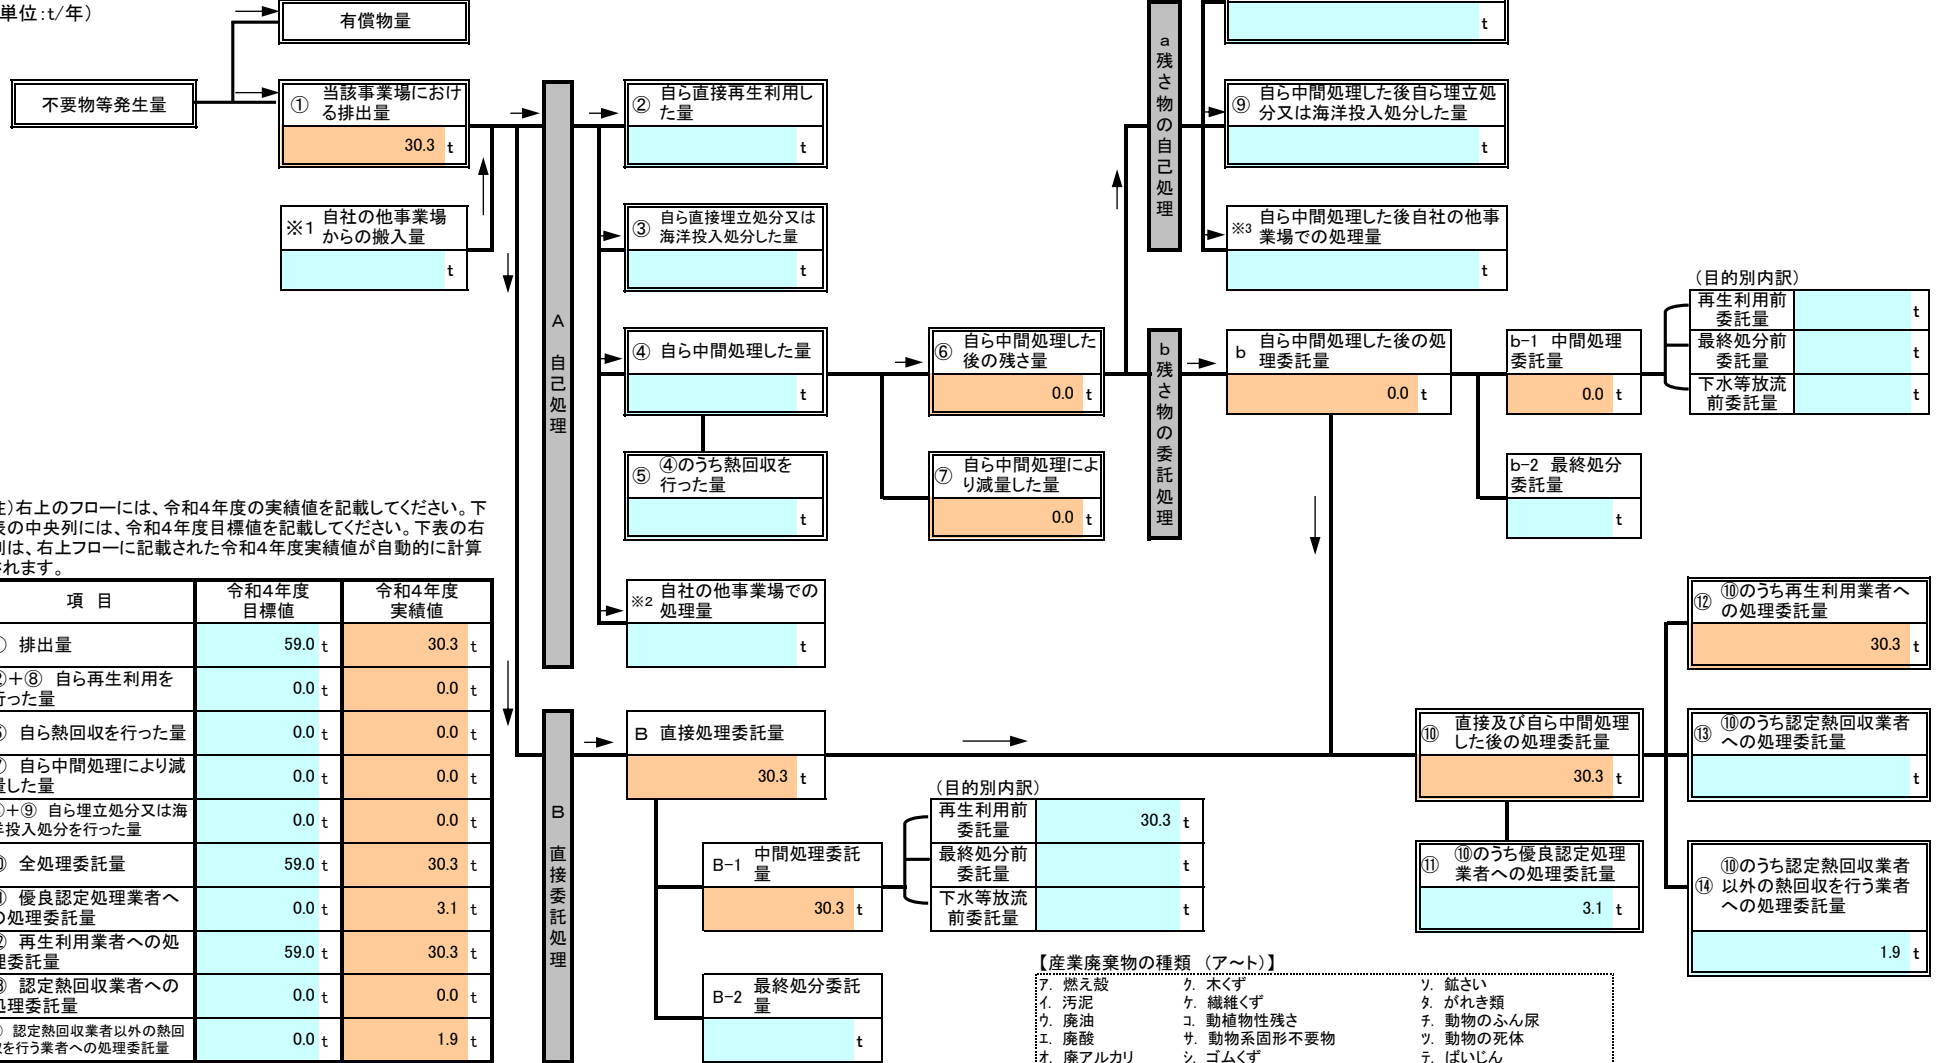 単位:t/年）
有償物量
不要物等発生量
① 当該事業場におけ
る排出量
30.3 t
※1 自社の他事業場
からの搬入量
t
A 自己処理
② 自ら直接再生利用し
た量
t
③ 自ら直接埋立処分又は
海洋投入処分した量
t
④ 自ら中間処理した量
t
⑤ ④のうち熱回収を
行った量
t
※2 自社の他事業場での
処理量
t
⑥ 自ら中間処理した
後の残さ量
0.0 t
⑦ 自ら中間処理によ
り減量した量
0.0 t
a 残さ物の自己処理
t
⑨ 自ら中間処理した後自ら埋立処
分又は海洋投入処分した量
t
※3 自ら中間処理した後自社の他事
業場での処理量
t
b 残さ物の委託処理
b 自ら中間処理した後の処
理委託量
0.0 t
b-1 中間処理
委託量
0.0 t
b-2 最終処分
委託量
t
（目的別内訳）
再生利用前
委託量
t
最終処分前
委託量
t
下水等放流
前委託量
t
注）右上のフローには、令和4年度の実績値を記載してください。下
表の中央列には、令和4年度目標値を記載してください。下表の右
列は、右上フローに記載された令和4年度実績値が自動的に計算
されます。
項 目 令和4年度
目標値 令和4年度
実績値
排出量 59.0 t 30.3 t
②+⑧ 自ら再生利用を
行った量 0.0 t 0.0 t
自ら熱回収を行った量 0.0 t 0.0 t
⑦ 自ら中間処理により減
量した量 0.0 t 0.0 t
+⑨ 自ら埋立処分又は海
洋投入処分を行った量 0.0 t 0.0 t
全処理委託量 59.0 t 30.3 t
優良認定処理業者へ
の処理委託量 0.0 t 3.1 t
再生利用業者への処
理委託量 59.0 t 30.3 t
認定熱回収業者への
処理委託量 0.0 t 0.0 t
認定熱回収業者以外の熱回
収を行う業者への処理委託量 0.0 t 1.9 t
B 直接委託処理
B 直接処理委託量
30.3 t
B-1 中間処理委託
量
30.3 t
B-2 最終処分委託
量
t
（目的別内訳）
再生利用前
委託量
30.3 t
最終処分前
委託量
t
下水等放流
前委託量
t
⑩ 直接及び自ら中間処理
した後の処理委託量
30.3 t
⑪ ⑩のうち優良認定処理
業者への処理委託量
3.1 t
⑫ ⑩のうち再生利用業者へ
の処理委託量
30.3 t
⑬ ⑩のうち認定熱回収業者
への処理委託量
t
⑭ ⑩のうち認定熱回収業者
以外の熱回収を行う業者
への処理委託量
1.9 t
【産業廃棄物の種類 （ア～ト）】
ア. 燃え殻 ク. 木くず ソ. 鉱さい
イ. 汚泥 ケ. 繊維くず タ. がれき類
ウ. 廃油 コ. 動植物性残さ チ. 動物のふん尿
エ. 廃酸 サ. 動物系固形不要物 ツ. 動物の死体
オ. 廃アルカリ シ. ゴムくず テ. ばいじん